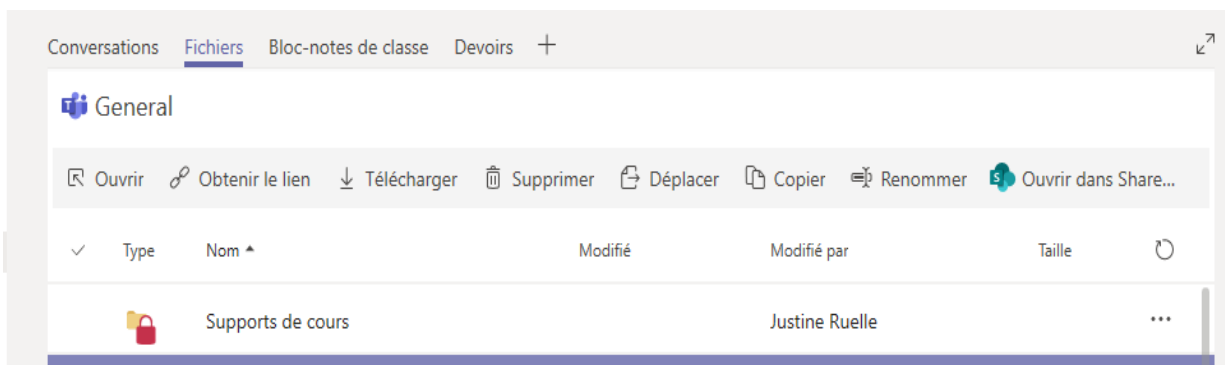 Conversations Fichiers Bloc-notes de classe Devoirs
General
Ouvrir Obtenir le lien Télécharger Supprimer Déplacer Copier Renommer Ouvrir dans Share...
Type Nom Modifié Modifié par Taille
Supports de cours Justine Ruelle